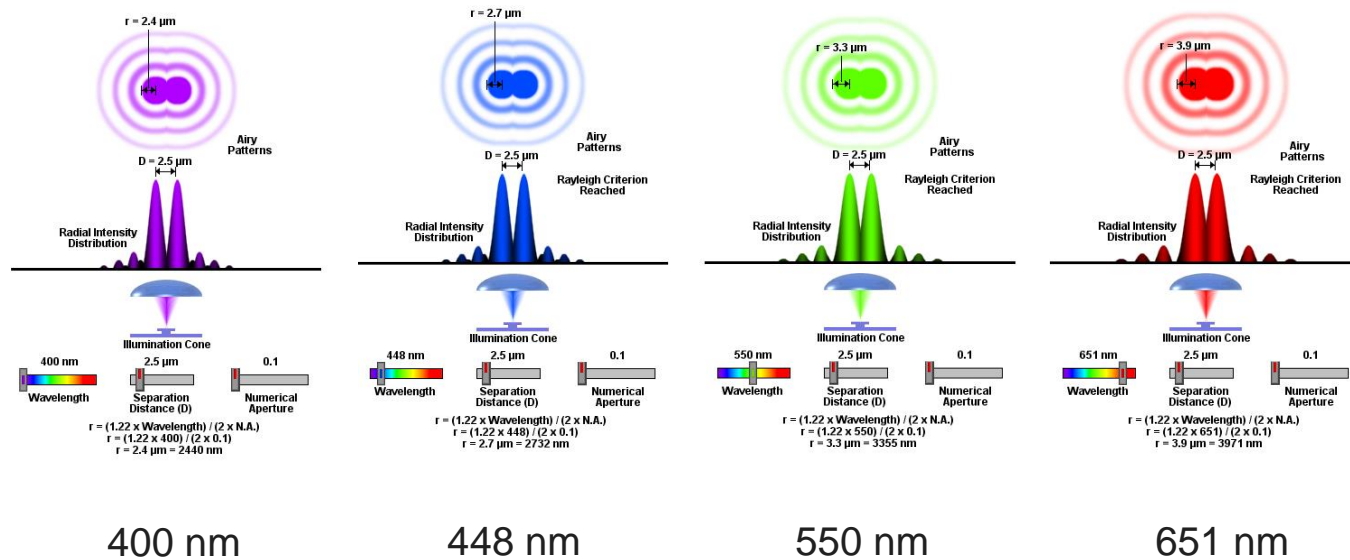 r = 2.4 µm
Airy
Patterns
D = 2.5 µm
Radial Intensity
Distribution
Illumination Cone
400 nm
2.5 µm
0.1
Wavelength
Separation
Distance (D)
Numerical
Aperture
r = (1.22 x Wavelength) / (2 x N.A.)
r = (1.22 x 400) / (2 x 0.1)
r = 2.4 µm = 2440 nm
400 nm
r = 2.7 µm
Airy
Patterns
D = 2.5 µm
Rayleigh Criterion
Reached
Radial Intensity
Distribution
Illumination Cone
448 nm
2.5 µm
0.1
Wavelength
Separation
Distance (D)
Numerical
Aperture
r = (1.22 x Wavelength) / (2 x N.A.)
r = (1.22 x 448) / (2 x 0.1)
r = 2.7 µm = 2732 nm
448 nm
r = 3.3 µm
Airy
Patterns
D = 2.5 µm
Rayleigh Criterion
Reached
Radial Intensity
Distribution
Illumination Cone
550 nm
2.5 µm
0.1
Wavelength
Separation
Distance (D)
Numerical
Aperture
r = (1.22 x Wavelength) / (2 x N.A.)
r = (1.22 x 550) / (2 x 0.1)
r = 3.3 µm = 3355 nm
550 nm
r = 3.9 µm
Airy
Patterns
D = 2.5 µm
Rayleigh Criterion
Reached
Radial Intensity
Distribution
Illumination Cone
651 nm
2.5 µm
0.1
Wavelength
Separation
Distance (D)
Numerical
Aperture
r = (1.22 x Wavelength) / (2 x N.A.)
r = (1.22 x 651) / (2 x 0.1)
r = 3.9 µm = 3971 nm
651 nm